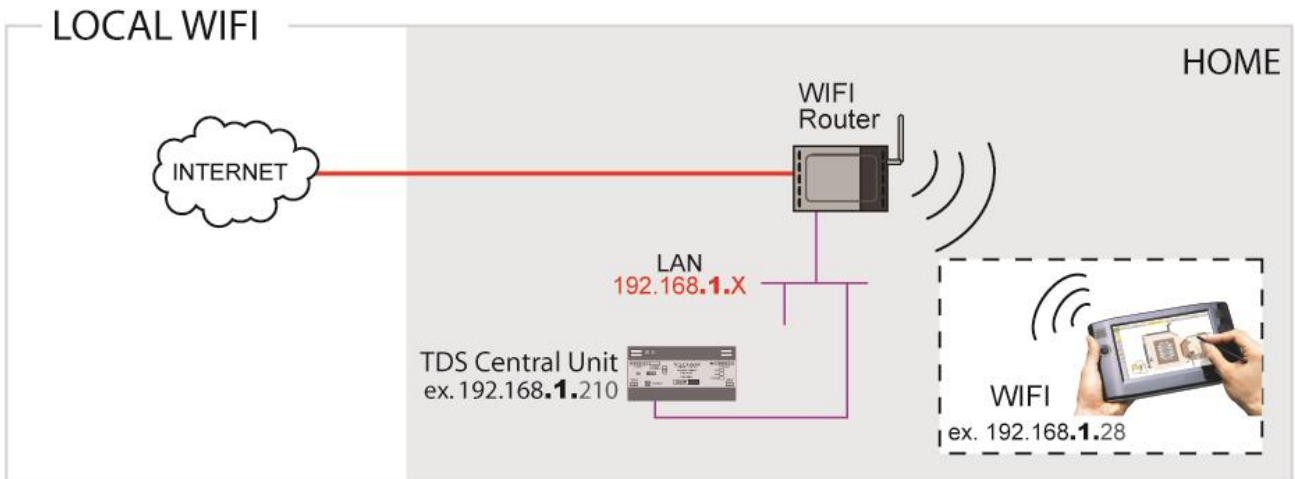 LOCAL WIFI
HOME
WIFI
Router
INTERNET
LAN
192.168.1.X
TDS Central Unit
ex. 192.168.1.210
WIFI
ex. 192.168.1.28